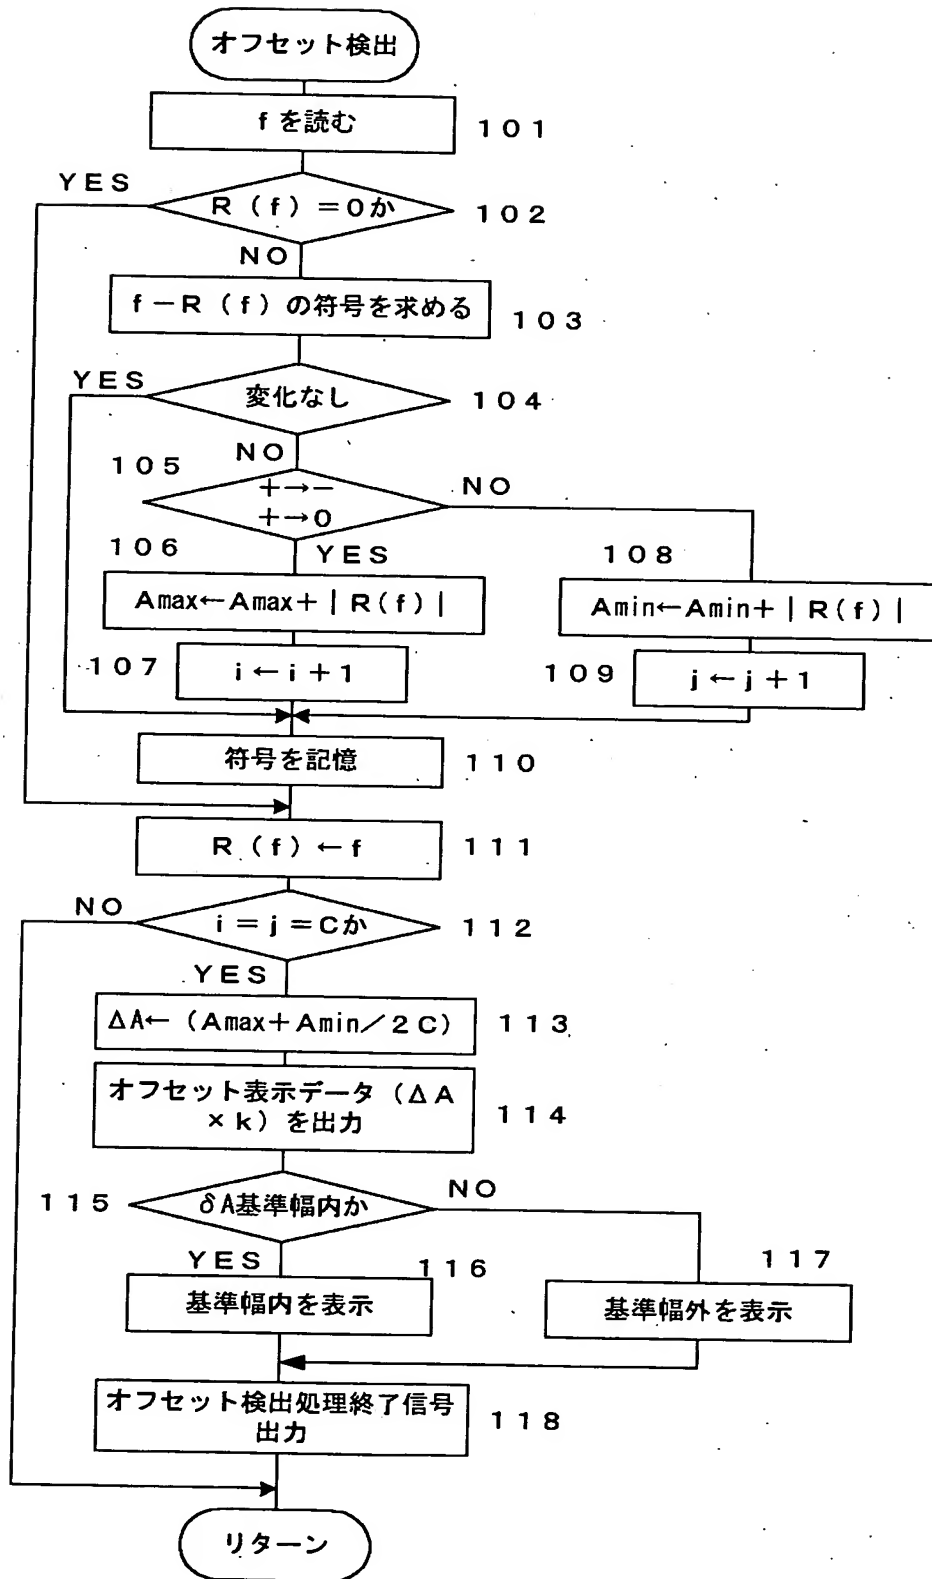 オフセット検出
fを読む
101
YES
R(f)=0か
102
NO
f−R(f)の符号を求める
103
YES
変化なし
104
NO
105
+→−
+→0
NO
106
YES
108
Amax←Amax+|R(f)|
Amin←Amin+|R(f)|
107
i←i+1
109
j←j+1
符号を記憶
110
R(f)←f
111
NO
i=j=Cか
112
YES
ΔA←(Amax+Amin/2C)
113
オフセット表示データ(ΔA
×k)を出力
114
115
δA基準幅内か
NO
YES
116
117
基準幅内を表示
基準幅外を表示
オフセット検出処理終了信号
出力
118
リターン